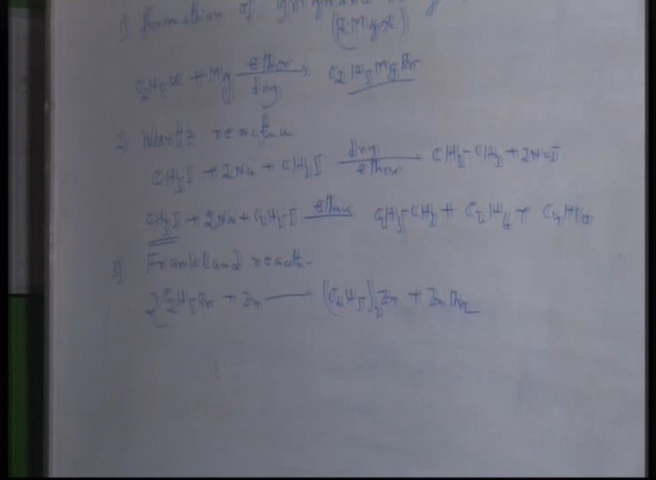 1) Formation of grignard
(RMgx)
C2H5Cl + Mg ether dry → C2H5MgBr
2) Wurtz reaction
CH3I + 2Na + CH3I dry ether → CH3-CH3 + 2NaI
CH3I + 2Na + C2H5I ether C2H5-CH3 + C2H6 + C4H10
3) Frankland react.
2C2H5Br + Zn → (C2H5)2Zn + ZnBr2